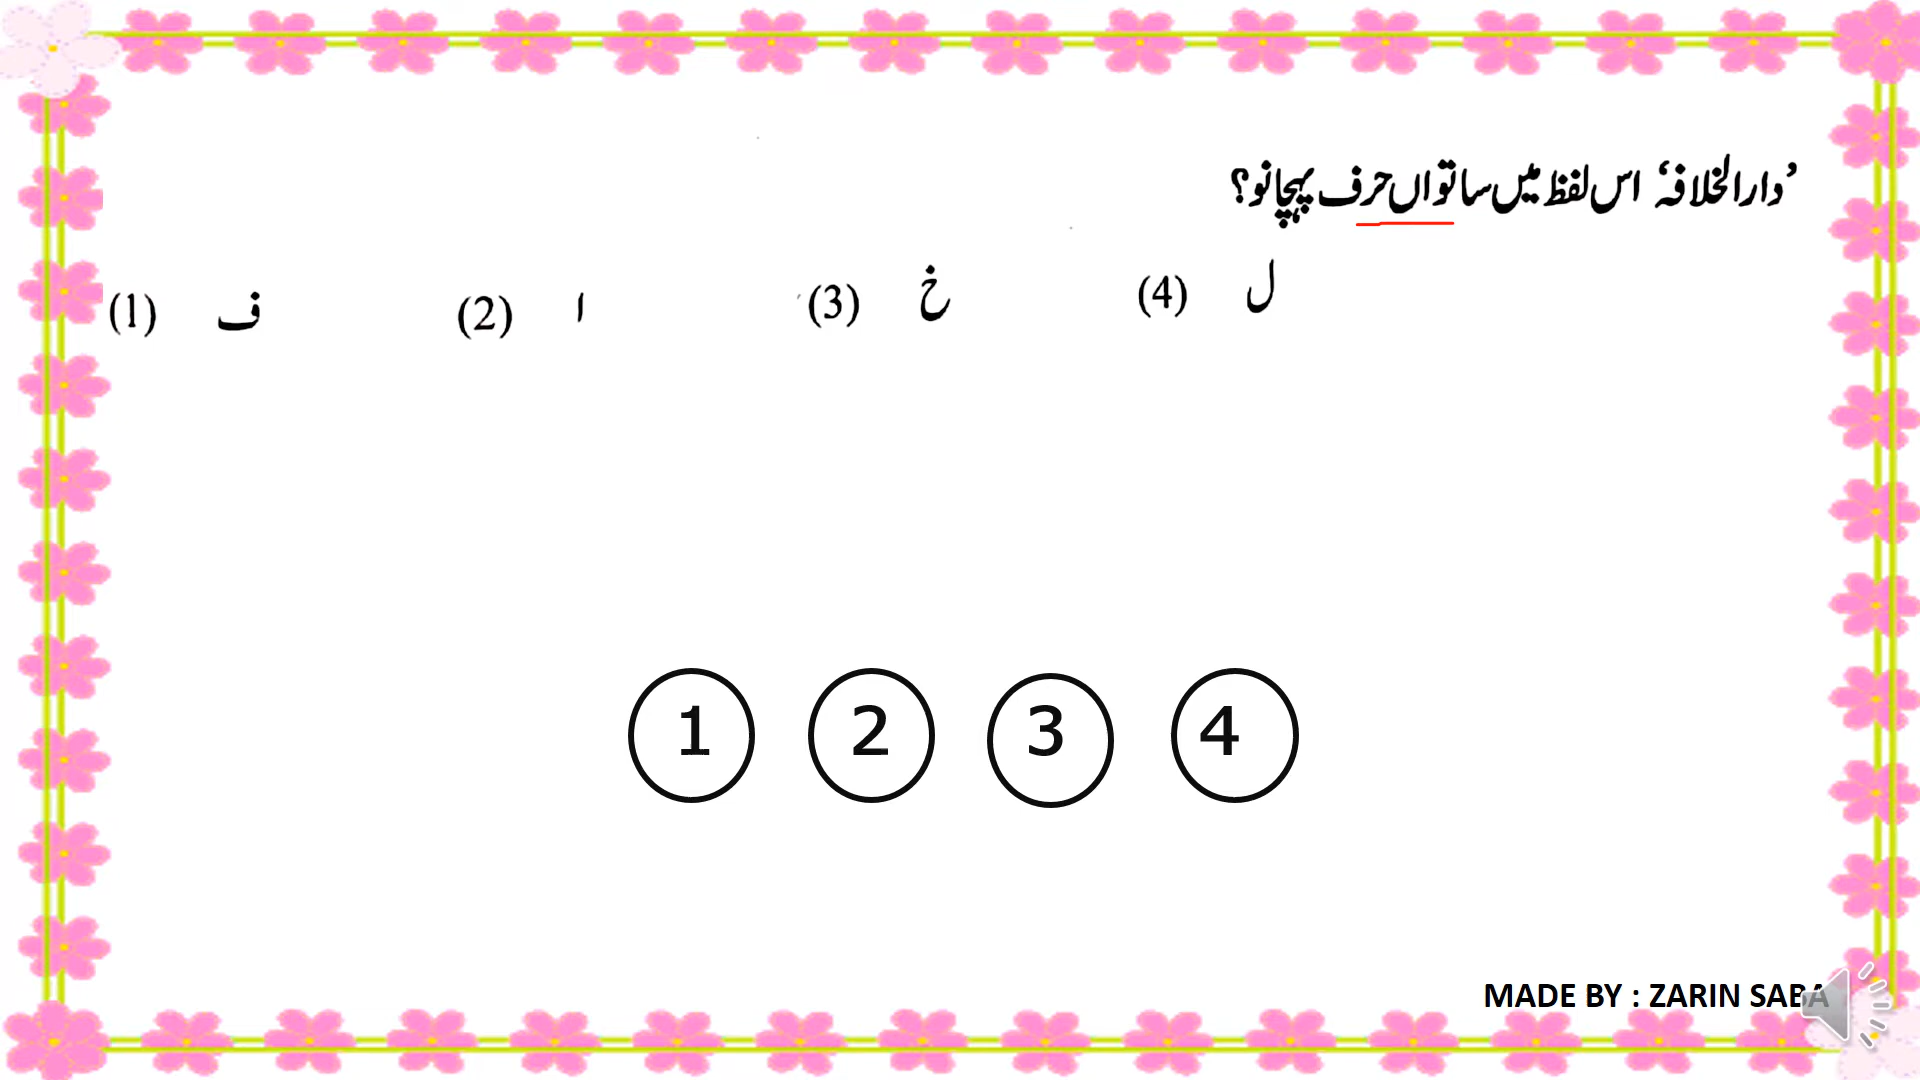 ’دارالخلافہ‘ اس لفظ میں ساتواں حرف پہچانو؟
(1) ف (2) ا (3) خ (4) ل
1 2 3 4
MADE BY : ZARIN SABA